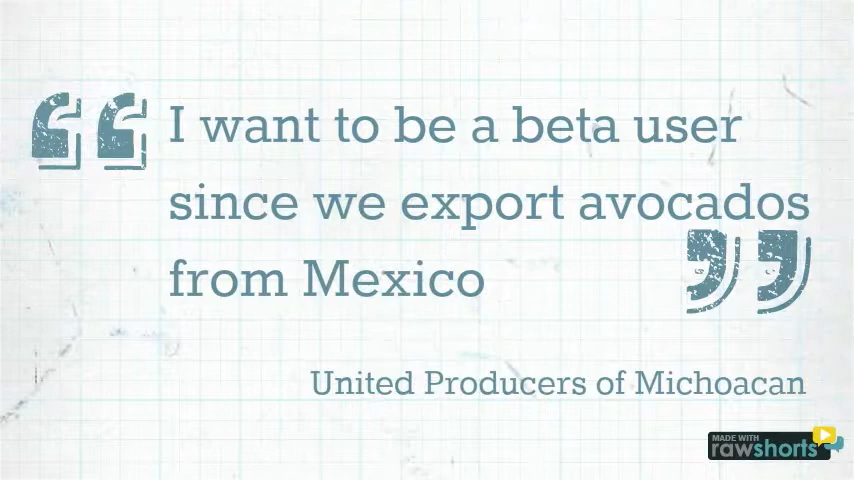 I want to be a beta user
since we export avocados
from Mexico
United Producers of Michoacan
MADE WITH
rawshorts